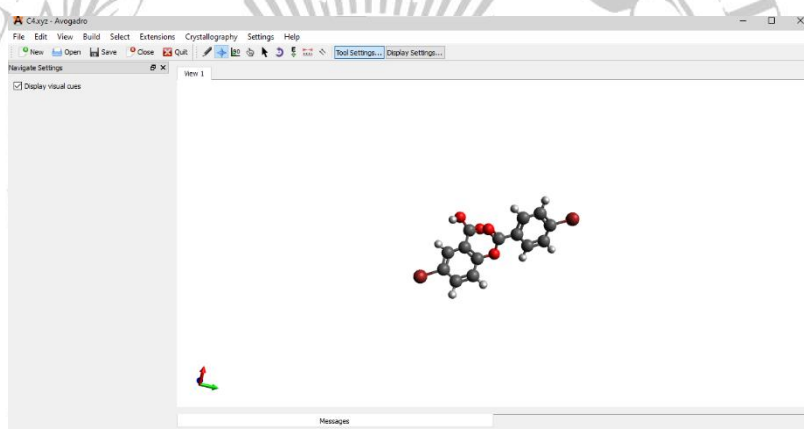 C4.xyz - Avogadro
File Edit View Build Select Extensions Crystallography Settings Help
New Open Save Close Quit Tool Settings... Display Settings...
Navigate Settings
View 1
Display visual cues
Messages